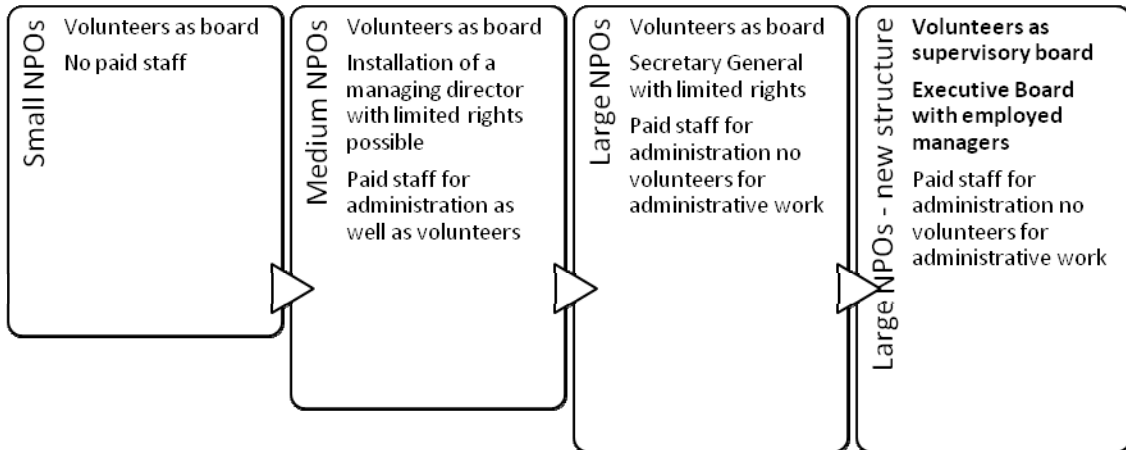 Small NPOs
Volunteers as board
No paid staff
Medium NPOs
Volunteers as board
Installation of a
managing director
with limited rights
possible
Paid staff for
administration as
well as volunteers
Large NPOs
Volunteers as board
Secretary General
with limited rights
Paid staff for
administration no
volunteers for
administrative work
Large NPOs - new structure
Volunteers as
supervisory board
Executive Board
with employed
managers
Paid staff for
administration no
volunteers for
administrative work